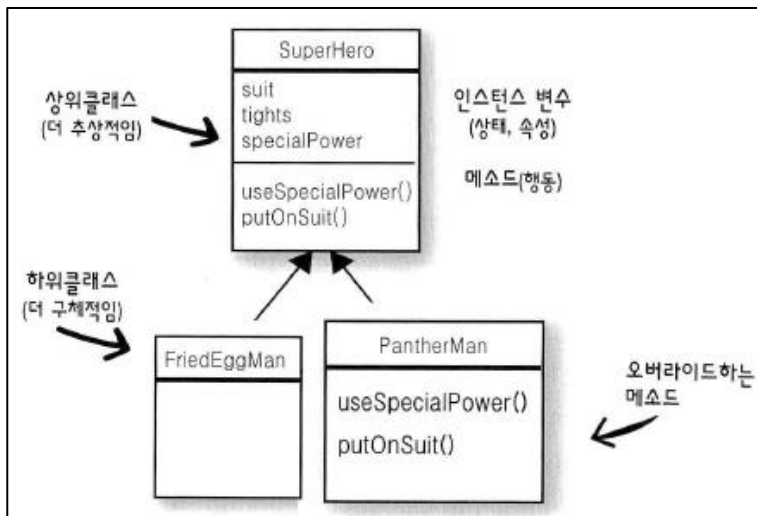 SuperHero
suit
tights
specialPower
useSpecialPower()
putOnSuit()
상위클래스
(더 추상적임)
인스턴스 변수
(상태, 속성)
메소드(행동)
하위클래스
(더 구체적임)
FriedEggMan
PantherMan
useSpecialPower()
putOnSuit()
오버라이드하는
메소드